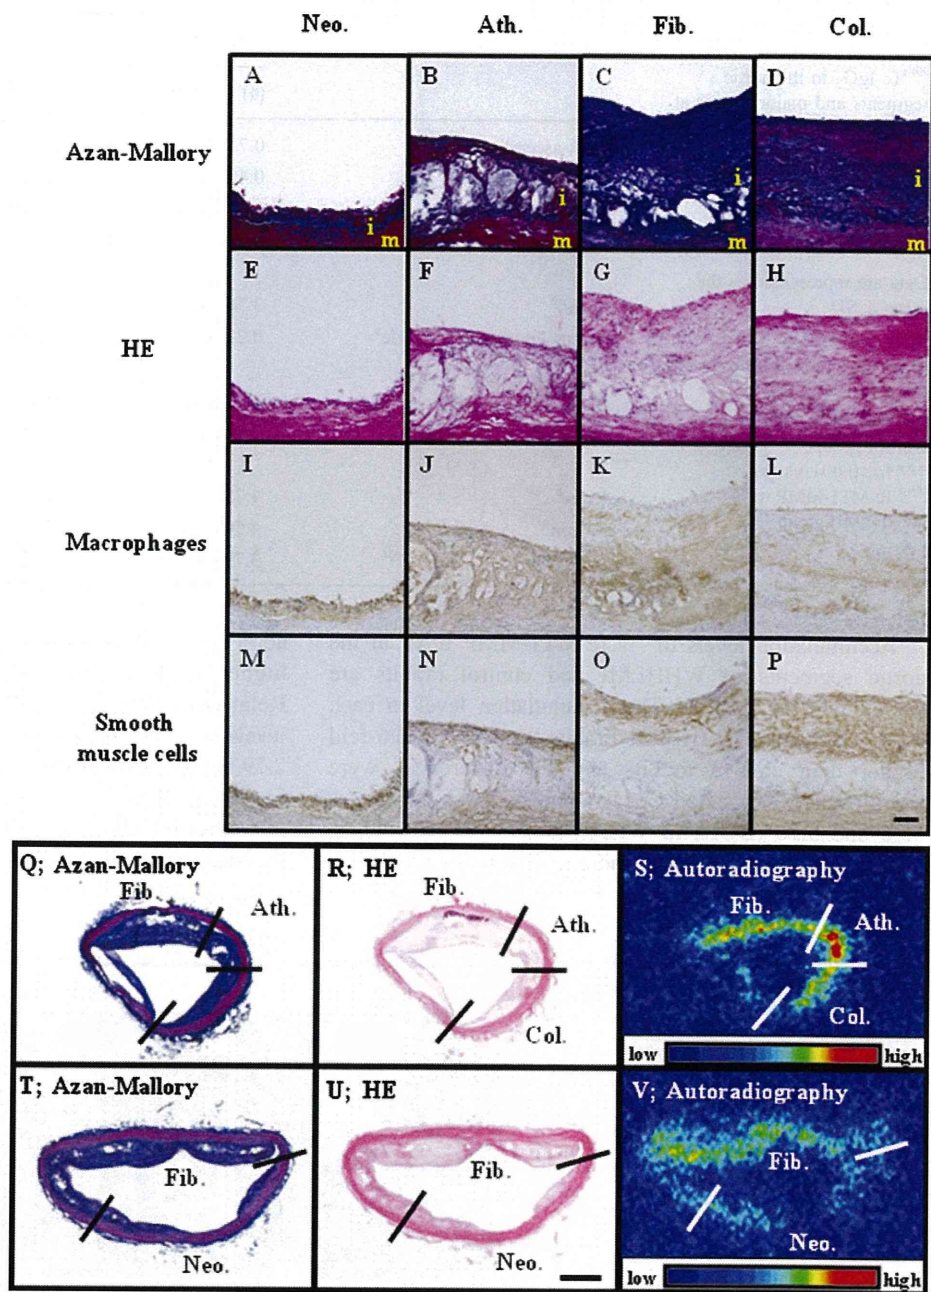 Neo. Ath. Fib. Col.
A B C D
Azan-Mallory
i i i i
m m m m
E F G H
HE
I J K L
Macrophages
M N O P
Smooth
muscle cells
Q; Azan-Mallory R; HE S; Autoradiography
Fib. Fib. Fib.
Ath. Ath. Ath.
Col. Col.
low high
T; Azan-Mallory U; HE V; Autoradiography
Fib. Fib. Fib.
Neo. Neo. Neo.
low high